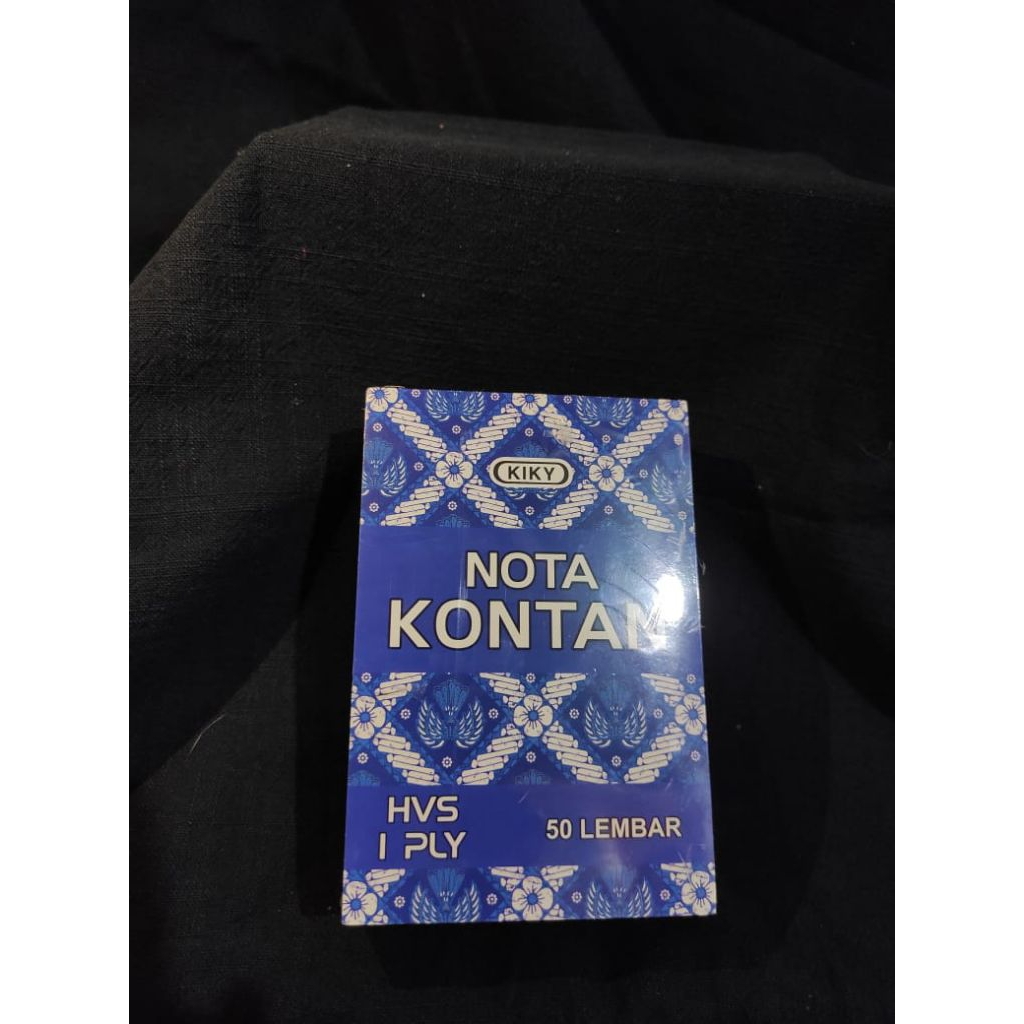 KIKY
NOTA
KONTAN
HVS
1 PLY
50 LEMBAR